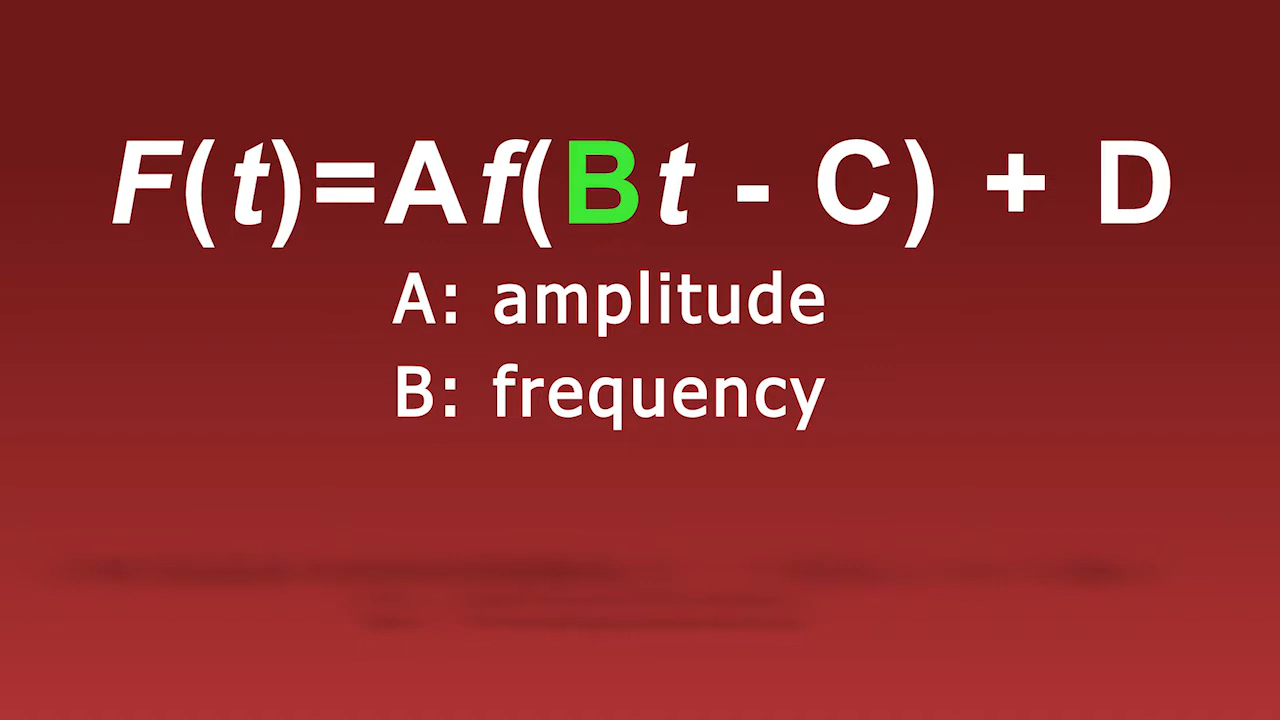 F(t)=Af(Bt - C) + D
A: amplitude
B: frequency